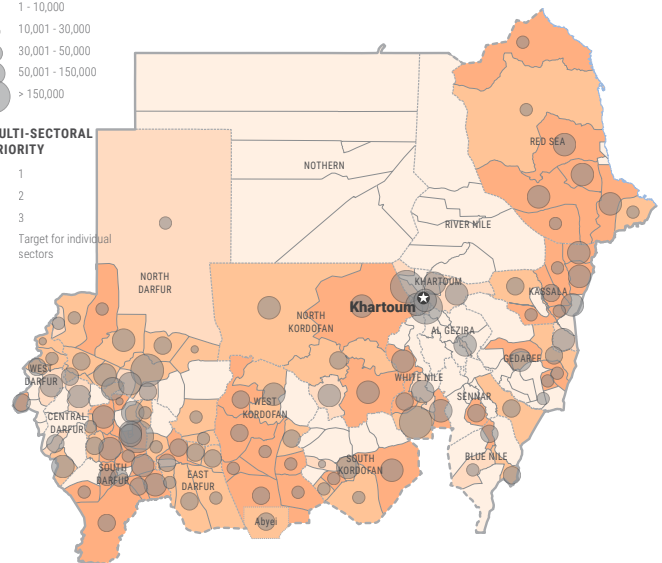 1 - 10,000
10,001 - 30,000
30,001 - 50,000
50,001 - 150,000
> 150,000
ULTI-SECTORAL
RIORITY
1
2
3
Target for individual
sectors
RED SEA
NOTHERN
RIVER NILE
NORTH
DARFUR
KHARTOUM
Khartoum
KASSALA
NORTH
KORDOFAN
AL GEZIRA
GEDAREF
WEST
DARFUR
WHITE NILE
SENNAR
WEST
KORDOFAN
CENTRAL
DARFUR
BLUE NILE
SOUTH
KORDOFAN
SOUTH
DARFUR
EAST
DARFUR
Abyei